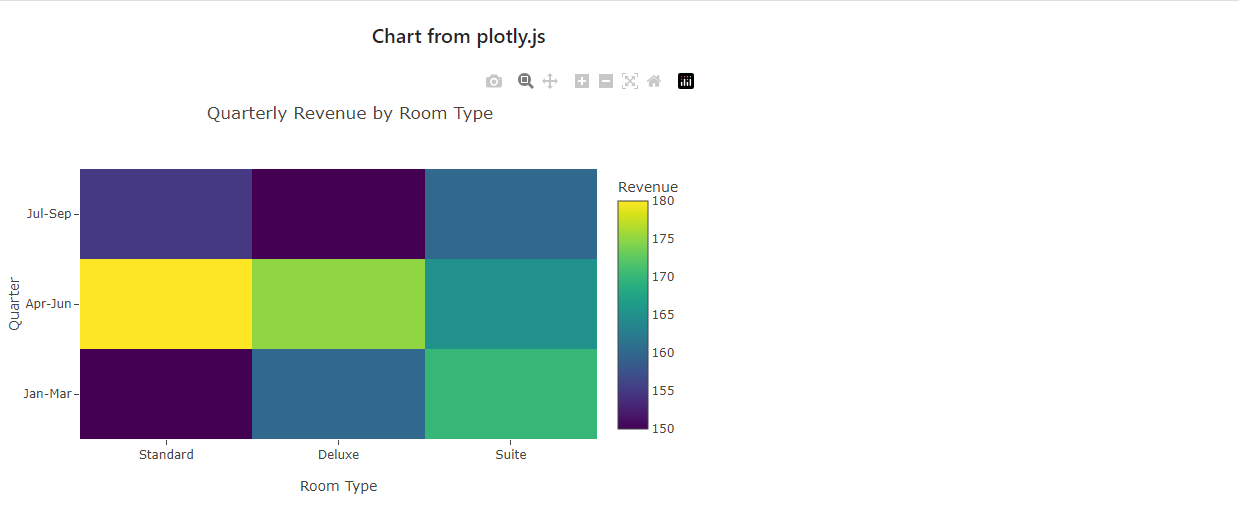 Chart from plotly.js
Quarterly Revenue by Room Type
Revenue
180
175
170
165
160
155
150
Quarter
Jul-Sep
Apr-Jun
Jan-Mar
Standard Deluxe Suite
Room Type